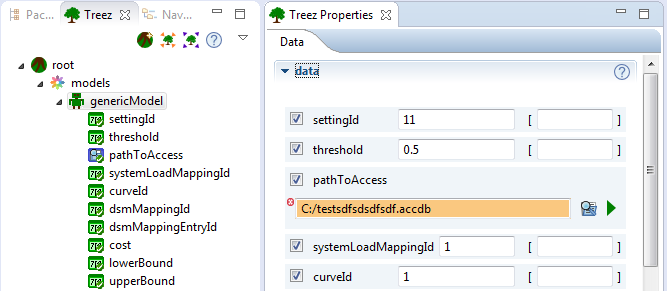 Pac...
Treez
Nav...
root
models
genericModel
settingId
threshold
pathToAccess
systemLoadMappingId
curveId
dsmMappingId
dsmMappingEntryId
cost
lowerBound
upperBound
Treez Properties
Data
data
settingId 11 [ ]
threshold 0.5 [ ]
pathToAccess
C:/testsdfsdsdfsdf.accdb
systemLoadMappingId 1 [ ]
curveId 1 [ ]